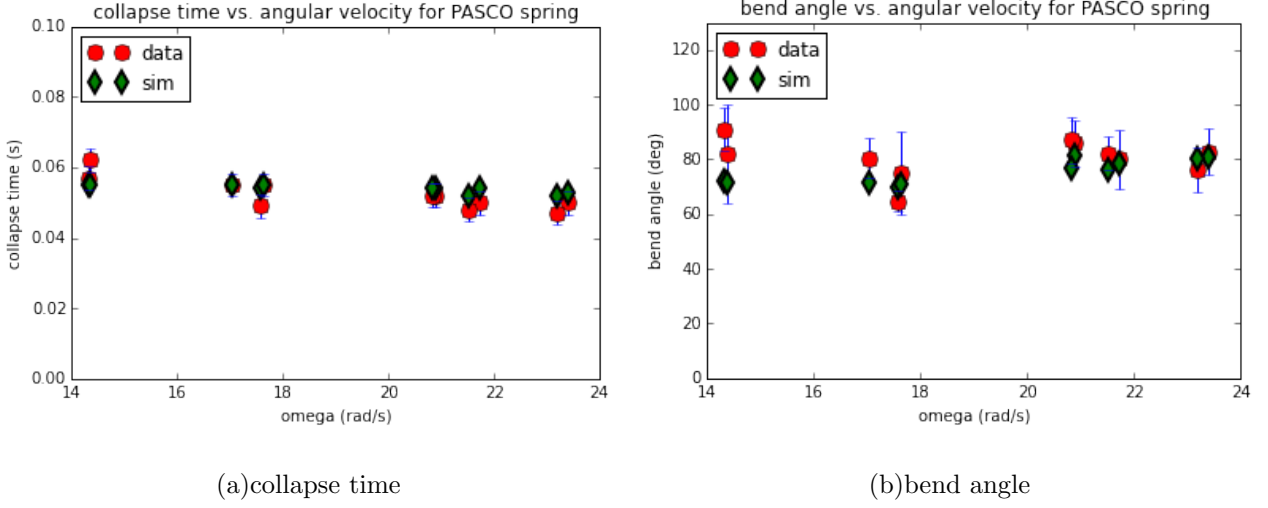 collapse time vs. angular velocity for PASCO spring
0.10
0.08
0.06
0.04
0.02
0.00
collapse time (s)
data
sim
14 16 18 20 22 24
omega (rad/s)
(a)collapse time
bend angle vs. angular velocity for PASCO spring
120
100
80
60
40
20
0
bend angle (deg)
data
sim
14 16 18 20 22 24
omega (rad/s)
(b)bend angle